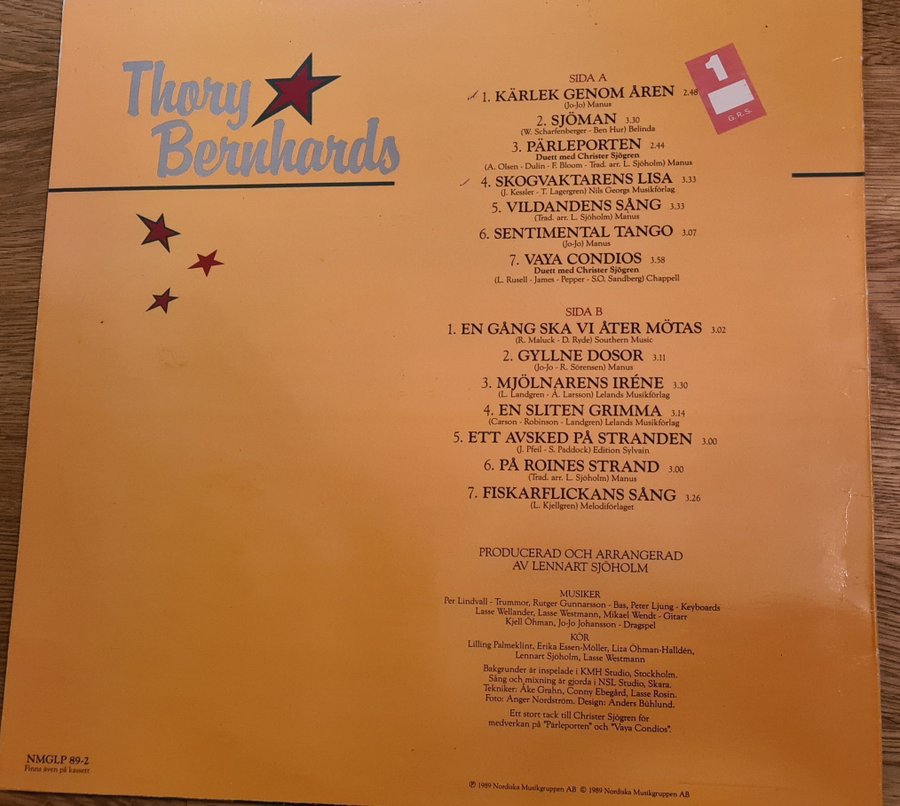 Thory
Bernhards
SIDA A
1. KÄRLEK GENOM ÅREN 2.48
(Jo-Jo) Manus
2. SJÖMAN 3.30
(W. Scharfenberger - Ben Hur) Belinda
3. PÄRLEPORTEN 2.44
Duett med Christer Sjögren
(A. Olsen - Dulin - F. Bloom - Trad. arr. L. Sjöholm) Manus
4. SKOGVAKTARENS LISA 3.33
(J. Kessler - T. Lagergren) Nils Georgs Musikförlag
5. VILDANDENS SÅNG 3.33
(Trad. arr. L. Sjöholm) Manus
6. SENTIMENTAL TANGO 3.07
(Jo-Jo) Manus
7. VAYA CONDIOS 3.58
Duett med Christer Sjögren
(L. Rusell - James - Pepper - S.O. Sandberg) Chappell
1
G.R.S.
SIDA B
1. EN GÅNG SKA VI ÅTER MÖTAS 3.02
(R. Maluck - D. Ryde) Southern Music
2. GYLLNE DOSOR 3.11
(Jo-Jo - R. Sörensen) Manus
3. MJÖLNARENS IRÉNE 3.30
(L. Landgren - Å. Larsson) Lelands Musikförlag
4. EN SLITEN GRIMMA 3.14
(Carson - Robinson - Landgren) Lelands Musikförlag
5. ETT AVSKED PÅ STRANDEN 3.00
(J. Pfeil - S. Paddock) Edition Sylvain
6. PÅ ROINES STRAND 3.00
(Trad. arr. L. Sjöholm) Manus
7. FISKARFLICKANS SÅNG 3.26
(L. Kjellgren) Melodiförlaget
PRODUCERAD OCH ARRANGERAD
AV LENNART SJÖHOLM
MUSIKER
Per Lindvall - Trummor, Rutger Gunnarsson - Bas, Peter Ljung - Keyboards
Lasse Wellander, Lasse Westmann, Mikael Wendt - Gitarr
Kjell Öhman, Jo-Jo Johansson - Dragspel
KÖR
Lilling Palmeklint, Erika Essen-Möller, Liza Öhman-Halldén,
Lennart Sjöholm, Lasse Westmann
Bakgrunder är inspelade i KMH Studio, Stockholm.
Sång och mixning är gjorda i NSL Studio, Skara.
Tekniker: Åke Grahn, Conny Ebegård, Lasse Rosin.
Foto: Anger Nordström. Design: Anders Bühlund.
Ett stort tack till Christer Sjögren för
medverkan på "Pärleporten" och "Vaya Condios".
NMGLP 89-2
Finns även på kassett
℗ 1989 Nordiska Musikgruppen AB © 1989 Nordiska Musikgruppen AB